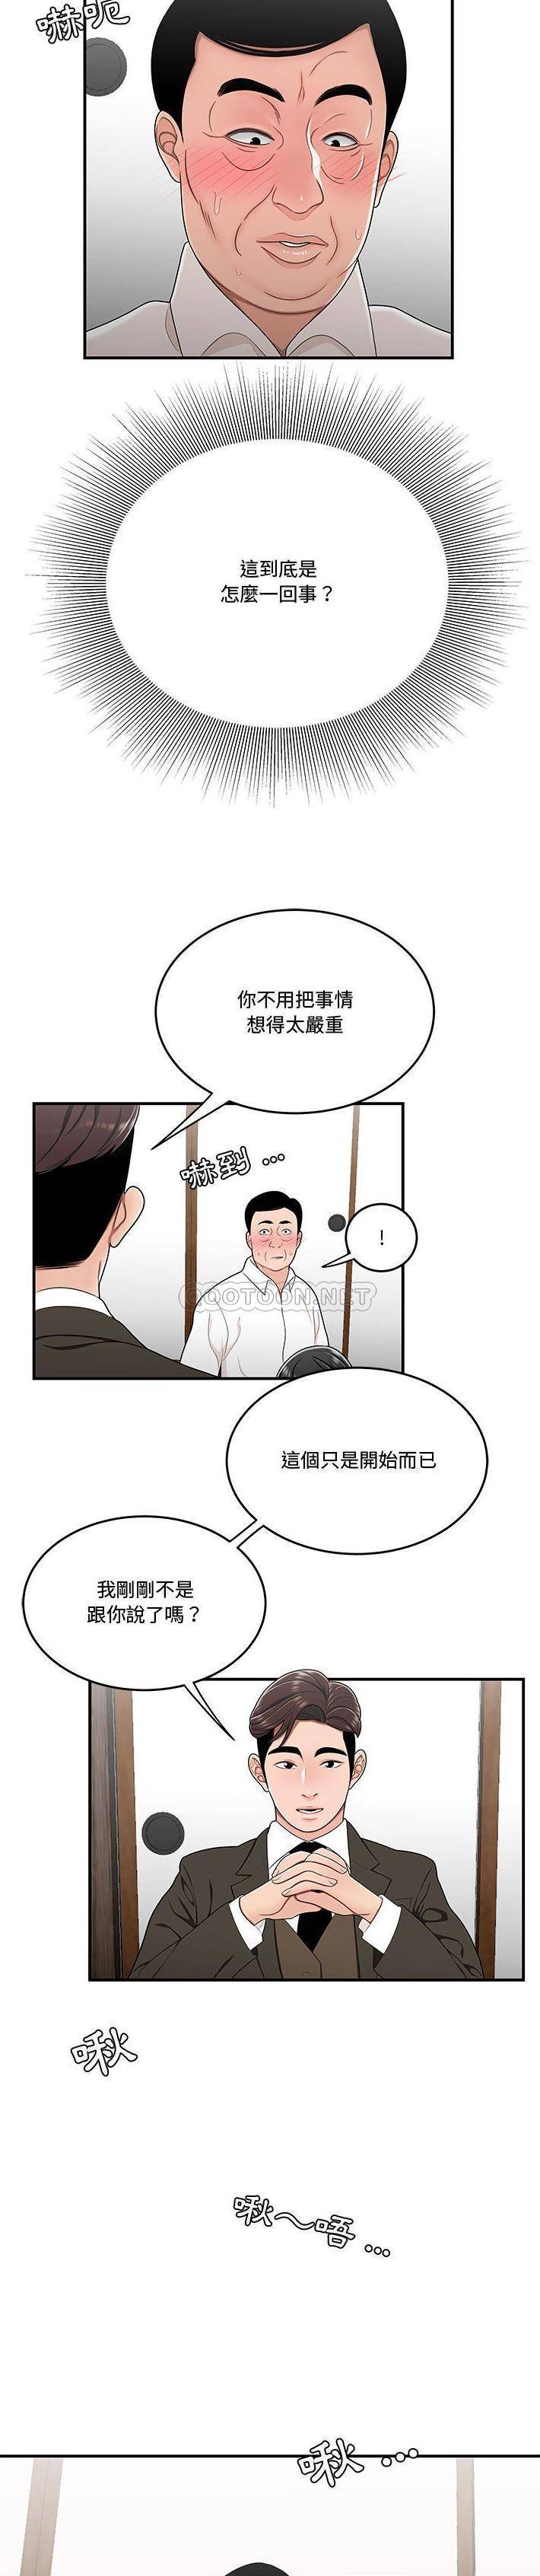 嚇呃
這到底是
怎麼一回事？
你不用把事情
想得太嚴重
嚇到…
！
QOOTOON.NET
這個只是開始而已
我剛剛不是
跟你說了嗎？
啾
啾～唔…
啾…